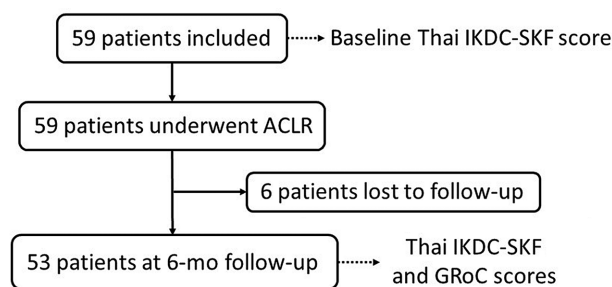 59 patients included
Baseline Thai IKDC-SKF score
59 patients underwent ACLR
6 patients lost to follow-up
53 patients at 6-mo follow-up
Thai IKDC-SKF
and GRoC scores